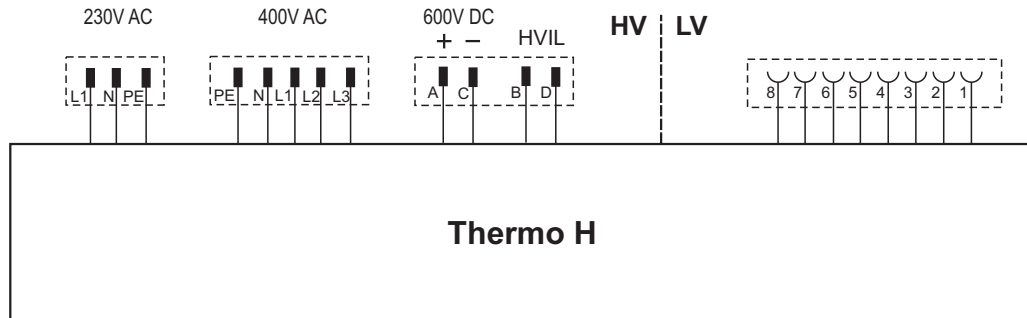 230V AC 400V AC 600V DC HV LV
+ − HVIL
L1 N PE PE N L1 L2 L3 A C B D 8 7 6 5 4 3 2 1
Thermo H